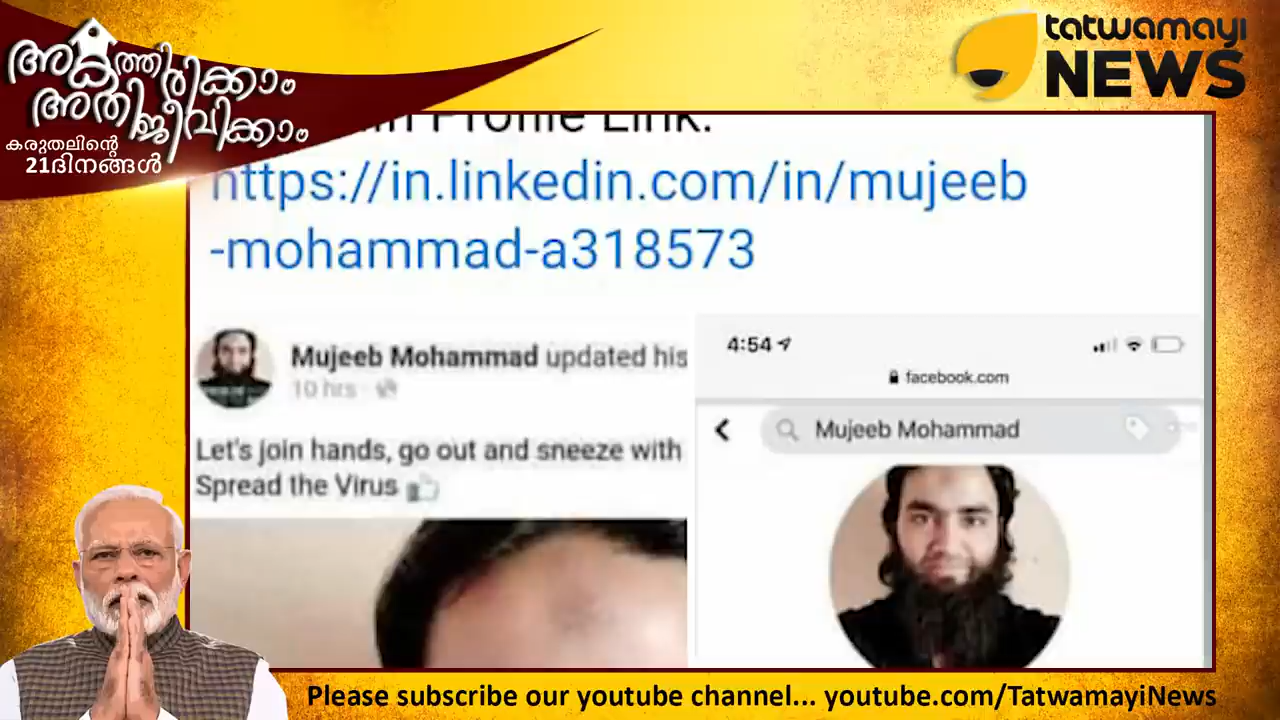 അകത്തിരിക്കാം
അതിജീവിക്കാം
കരുതലിന്റെ
21ദിനങ്ങൾ
tatwamayi
NEWS
Profile Link:
https://in.linkedin.com/in/mujeeb
-mohammad-a318573
Mujeeb Mohammad updated his
10 hrs
Let's join hands, go out and sneeze with
Spread the Virus
4:54
facebook.com
Mujeeb Mohammad
Please subscribe our youtube channel... youtube.com/TatwamayiNews